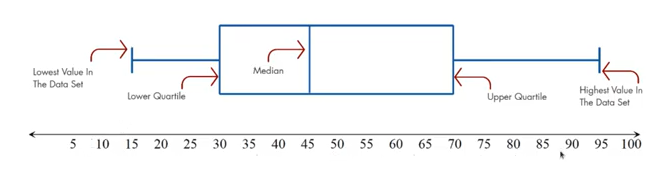 Lowest Value In
The Data Set
Lower Quartile
Median
Upper Quartile
Highest Value In
The Data Set
5 10 15 20 25 30 35 40 45 50 55 60 65 70 75 80 85 90 95 100